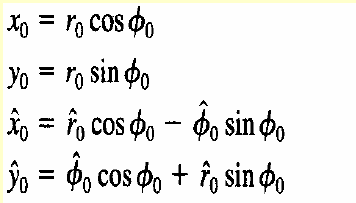 x₀ = r₀ cos ϕ₀
y₀ = r₀ sin ϕ₀
x̂₀ = r̂₀ cos ϕ₀ − ϕ̂₀ sin ϕ₀
ŷ₀ = ϕ̂₀ cos ϕ₀ + r̂₀ sin ϕ₀